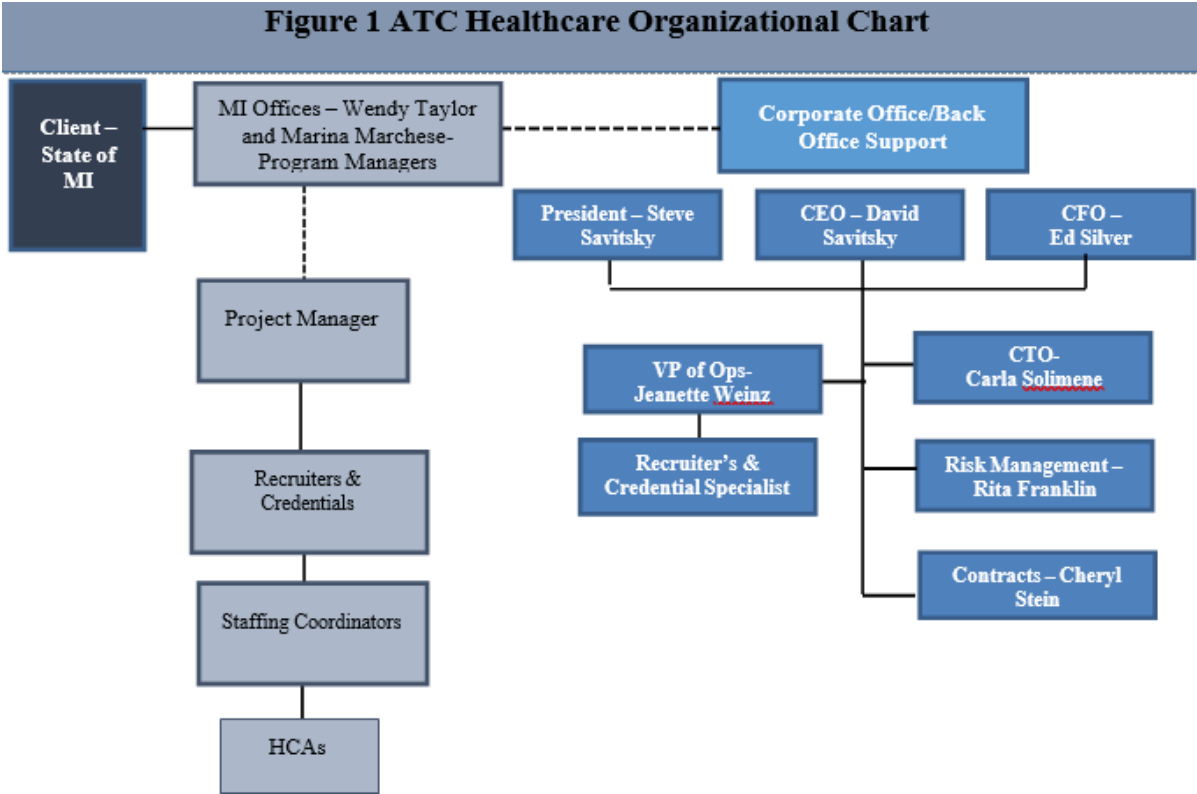 Figure 1 ATC Healthcare Organizational Chart
Client –
State of
MI
MI Offices – Wendy Taylor
and Marina Marchese-
Program Managers
Corporate Office/Back
Office Support
President – Steve
Savitsky
CEO – David
Savitsky
CFO –
Ed Silver
Project Manager
VP of Ops-
Jeanette Weinz
CTO-
Carla Solimene
Recruiters &
Credentials
Recruiter’s &
Credential Specialist
Risk Management –
Rita Franklin
Staffing Coordinators
Contracts – Cheryl
Stein
HCAs